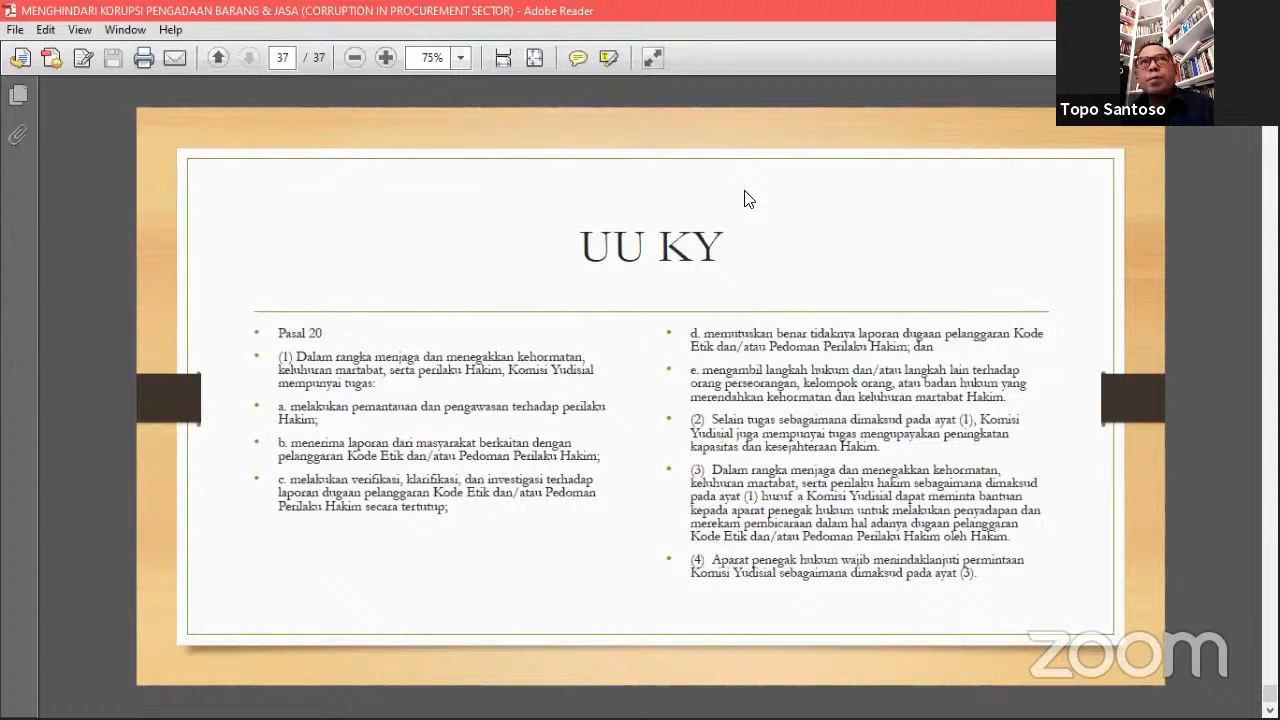 MENGHINDARI KORUPSI PENGADAAN BARANG & JASA (CORRUPTION IN PROCUREMENT SECTOR) - Adobe Reader
File Edit View Window Help
37 / 37 75%
Topo Santoso
UU KY
• Pasal 20
• (1) Dalam rangka menjaga dan menegakkan kehormatan,
keluhuran martabat, serta perilaku Hakim, Komisi Yudisial
mempunyai tugas:
• a. melakukan pemantauan dan pengawasan terhadap perilaku
Hakim;
• b. menerima laporan dari masyarakat berkaitan dengan
pelanggaran Kode Etik dan/atau Pedoman Perilaku Hakim;
• c. melakukan verifikasi, klarifikasi, dan investigasi terhadap
laporan dugaan pelanggaran Kode Etik dan/atau Pedoman
Perilaku Hakim secara tertutup;
• d. memutuskan benar tidaknya laporan dugaan pelanggaran Kode
Etik dan/atau Pedoman Perilaku Hakim; dan
• e. mengambil langkah hukum dan/atau langkah lain terhadap
orang perseorangan, kelompok orang, atau badan hukum yang
merendahkan kehormatan dan keluhuran martabat Hakim.
• (2) Selain tugas sebagaimana dimaksud pada ayat (1), Komisi
Yudisial juga mempunyai tugas mengupayakan peningkatan
kapasitas dan kesejahteraan Hakim.
• (3) Dalam rangka menjaga dan menegakkan kehormatan,
keluhuran martabat, serta perilaku hakim sebagaimana dimaksud
pada ayat (1) huruf a Komisi Yudisial dapat meminta bantuan
kepada aparat penegak hukum untuk melakukan penyadapan dan
merekam pembicaraan dalam hal adanya dugaan pelanggaran
Kode Etik dan/atau Pedoman Perilaku Hakim oleh Hakim.
• (4) Aparat penegak hukum wajib menindaklanjuti permintaan
Komisi Yudisial sebagaimana dimaksud pada ayat (3).
zoom